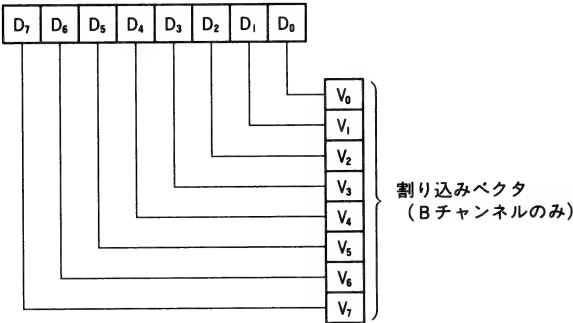 D₇ D₆ D₅ D₄ D₃ D₂ D₁ D₀
V₀
V₁
V₂
V₃
V₄
V₅
V₆
V₇
割り込みベクタ
（Bチャンネルのみ）